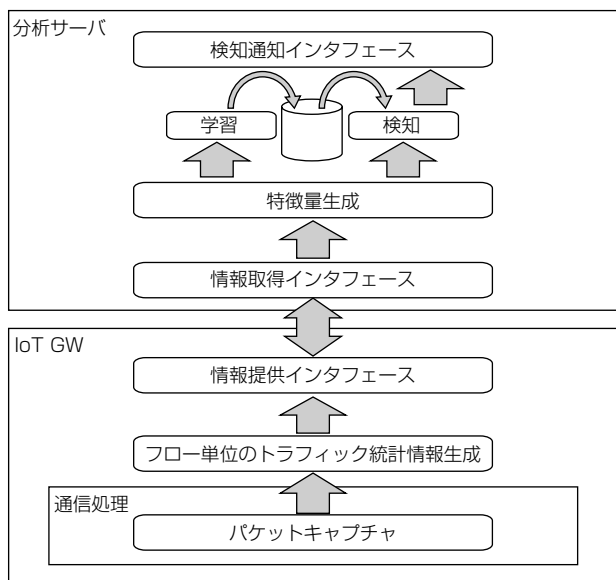 分析サーバ
検知通知インタフェース
学習
検知
特徴量生成
情報取得インタフェース
IoT GW
情報提供インタフェース
フロー単位のトラフィック統計情報生成
通信処理
パケットキャプチャ